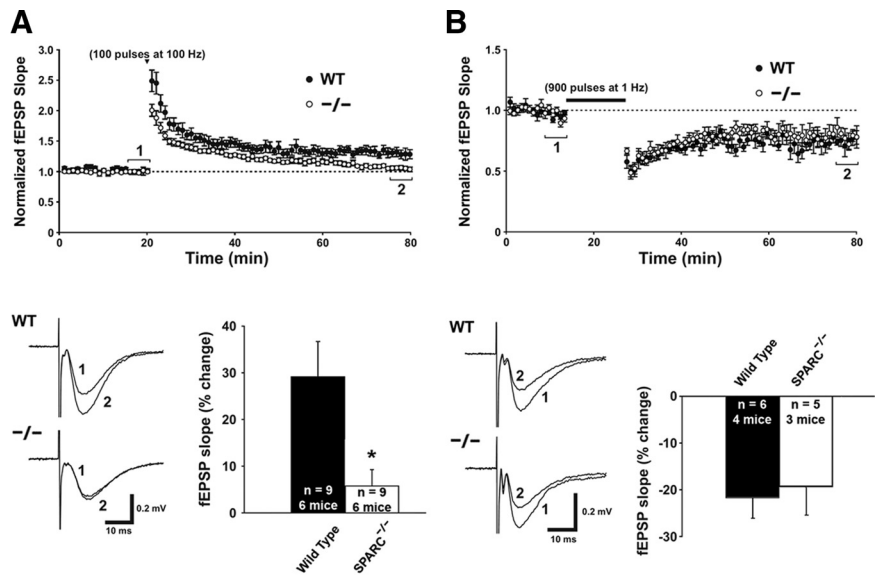 A
(100 pulses at 100 Hz)
WT
−/−
Normalized fEPSP Slope
3.0
2.5
2.0
1.5
1.0
0.5
0
1
2
0
20
40
60
80
Time (min)
B
(900 pulses at 1 Hz)
WT
−/−
Normalized fEPSP Slope
1.5
1.0
0.5
0
1
2
0
20
40
60
80
Time (min)
WT
1
2
−/−
1
2
0.2 mV
10 ms
fEPSP slope (% change)
40
30
20
10
0
*
n = 9
6 mice
n = 9
6 mice
Wild Type
SPARC−/−
WT
2
1
−/−
2
1
0.2 mV
10 ms
Wild Type
SPARC−/−
fEPSP slope (% change)
0
-10
-20
-30
n = 6
4 mice
n = 5
3 mice